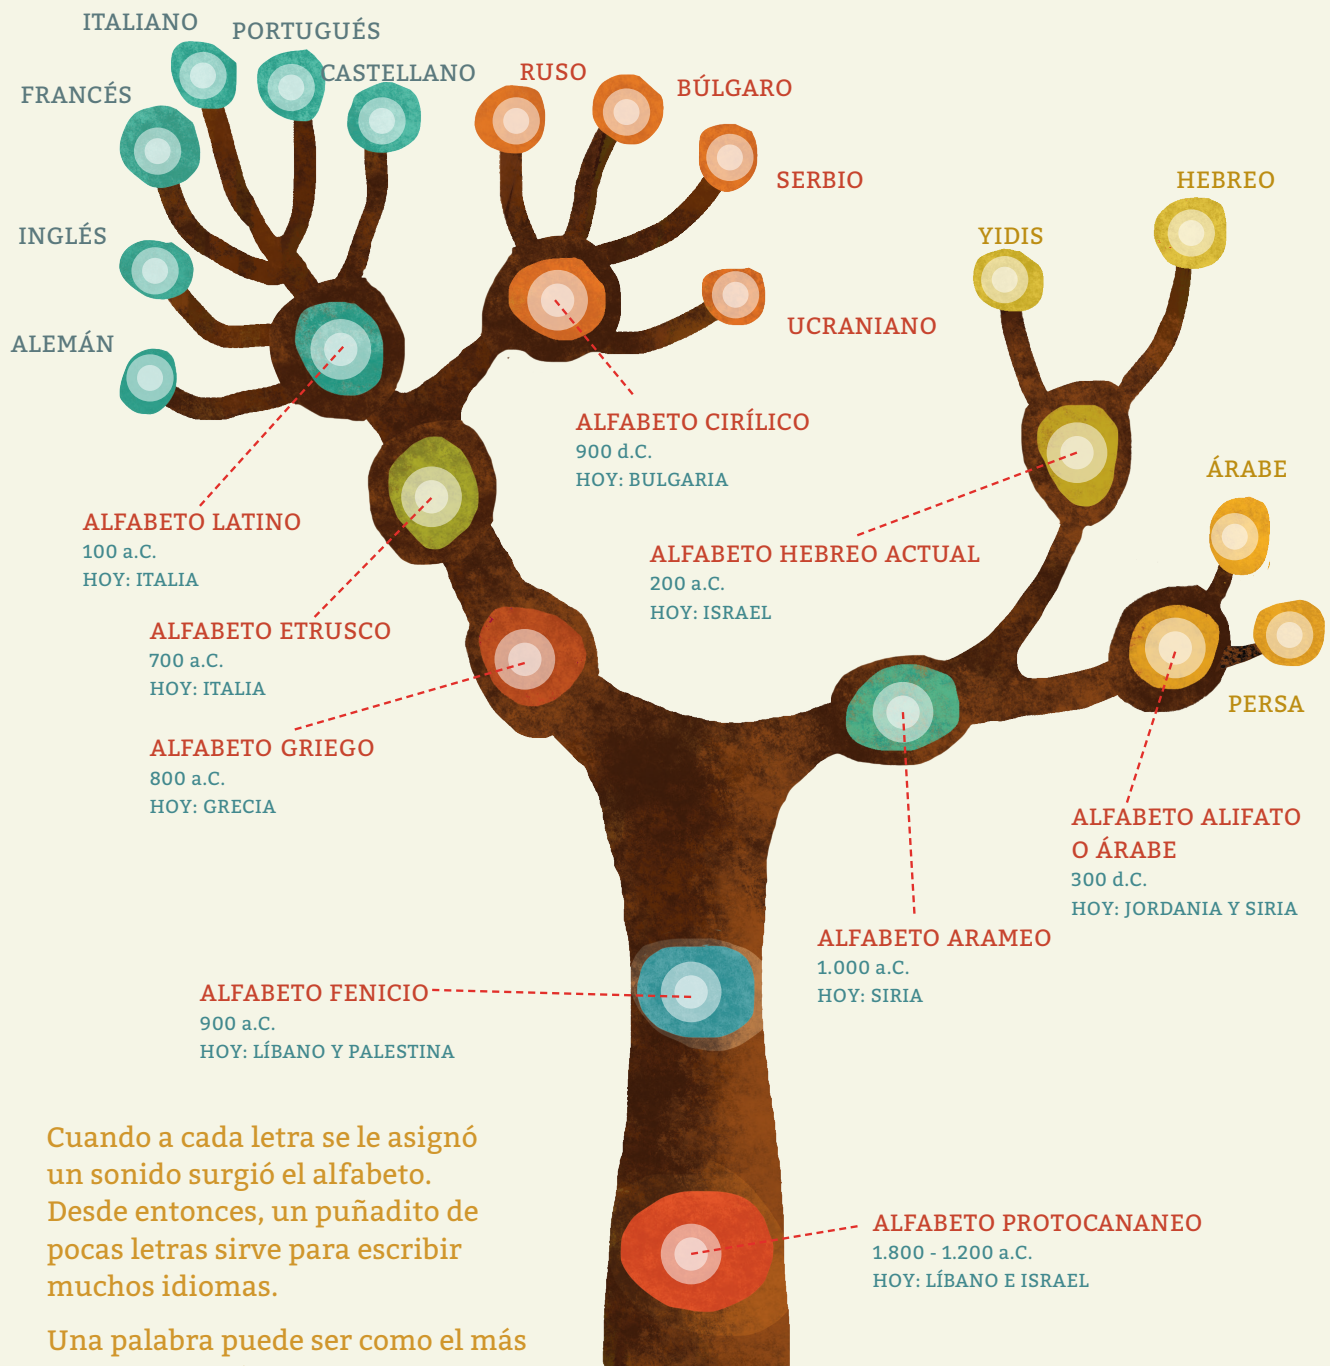 ITALIANO
PORTUGUÉS
CASTELLANO
FRANCÉS
INGLÉS
ALEMÁN
RUSO
BÚLGARO
SERBIO
UCRANIANO
HEBREO
YIDIS
ÁRABE
PERSA
ALFABETO CIRÍLICO
900 d.C.
HOY: BULGARIA
ALFABETO LATINO
100 a.C.
HOY: ITALIA
ALFABETO HEBREO ACTUAL
200 a.C.
HOY: ISRAEL
ALFABETO ETRUSCO
700 a.C.
HOY: ITALIA
ALFABETO GRIEGO
800 a.C.
HOY: GRECIA
ALFABETO ALIFATO
O ÁRABE
300 d.C.
HOY: JORDANIA Y SIRIA
ALFABETO ARAMEO
1.000 a.C.
HOY: SIRIA
ALFABETO FENICIO
900 a.C.
HOY: LÍBANO Y PALESTINA
Cuando a cada letra se le asignó
un sonido surgió el alfabeto.
Desde entonces, un puñadito de
pocas letras sirve para escribir
muchos idiomas.
Una palabra puede ser como el más
ALFABETO PROTOCANANEO
1.800 - 1.200 a.C.
HOY: LÍBANO E ISRAEL